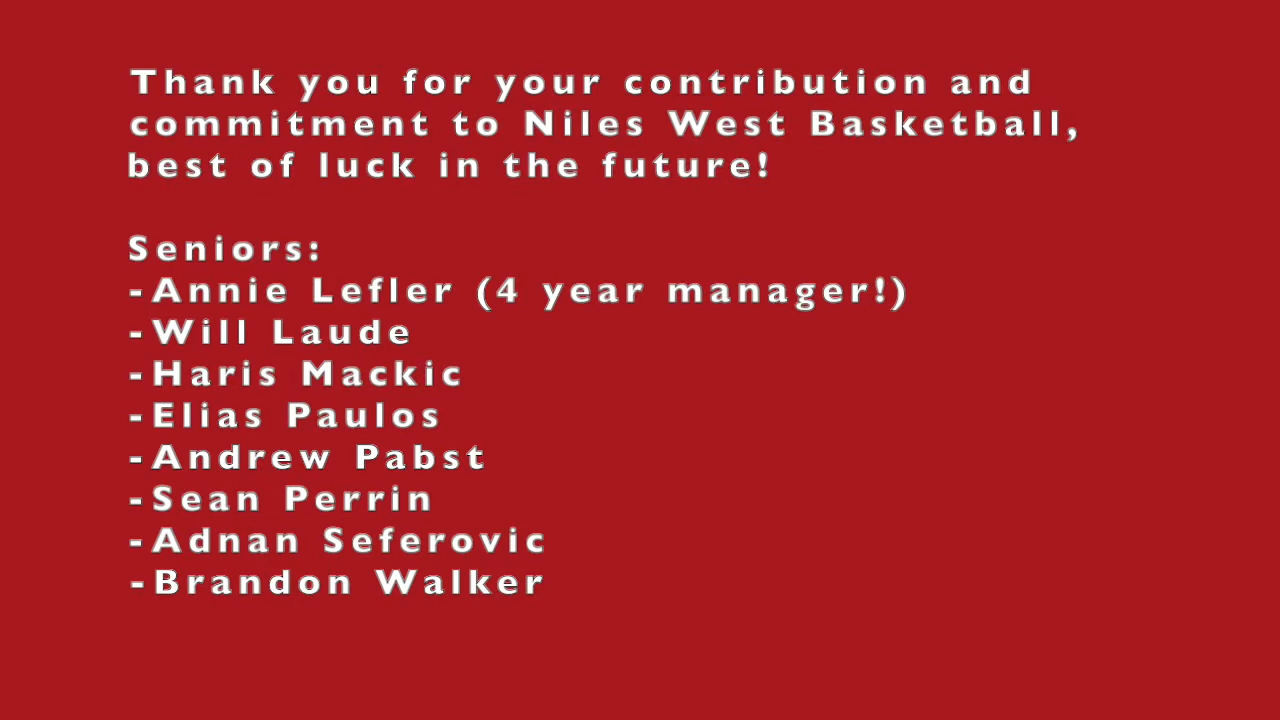 Thank you for your contribution and
commitment to Niles West Basketball,
best of luck in the future!
Seniors:
-Annie Lefler (4 year manager!)
-Will Laude
-Haris Mackic
-Elias Paulos
-Andrew Pabst
-Sean Perrin
-Adnan Seferovic
-Brandon Walker